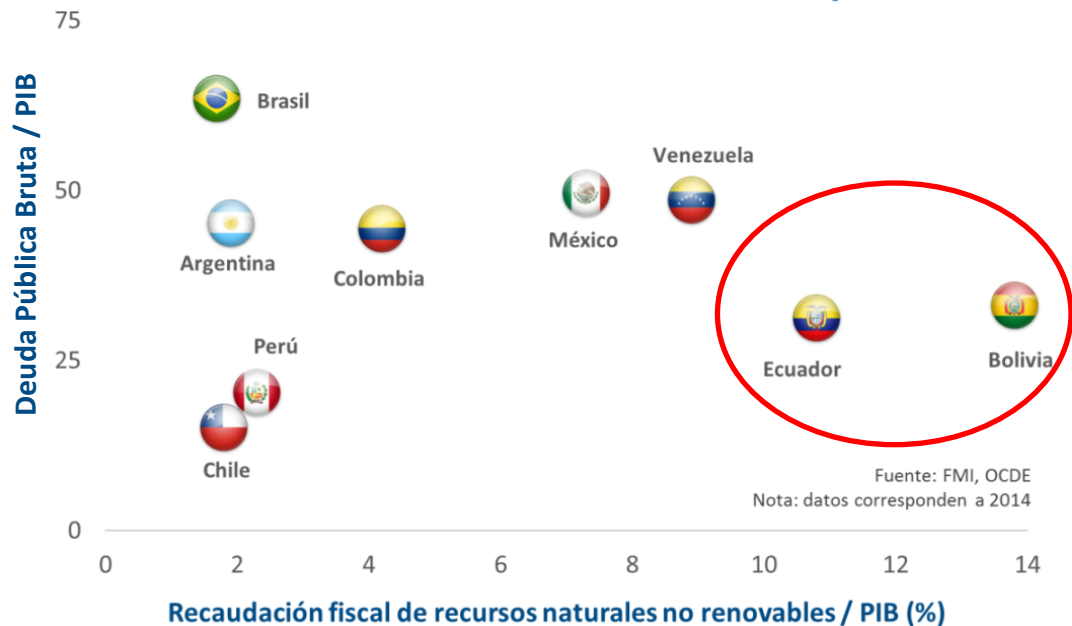 75
Deuda Pública Bruta / PIB
Brasil
Venezuela
50
México
Argentina
Colombia
Perú
25
Ecuador
Bolivia
Chile
Fuente: FMI, OCDE
Nota: datos corresponden a 2014
0
0 2 4 6 8 10 12 14
Recaudación fiscal de recursos naturales no renovables / PIB (%)